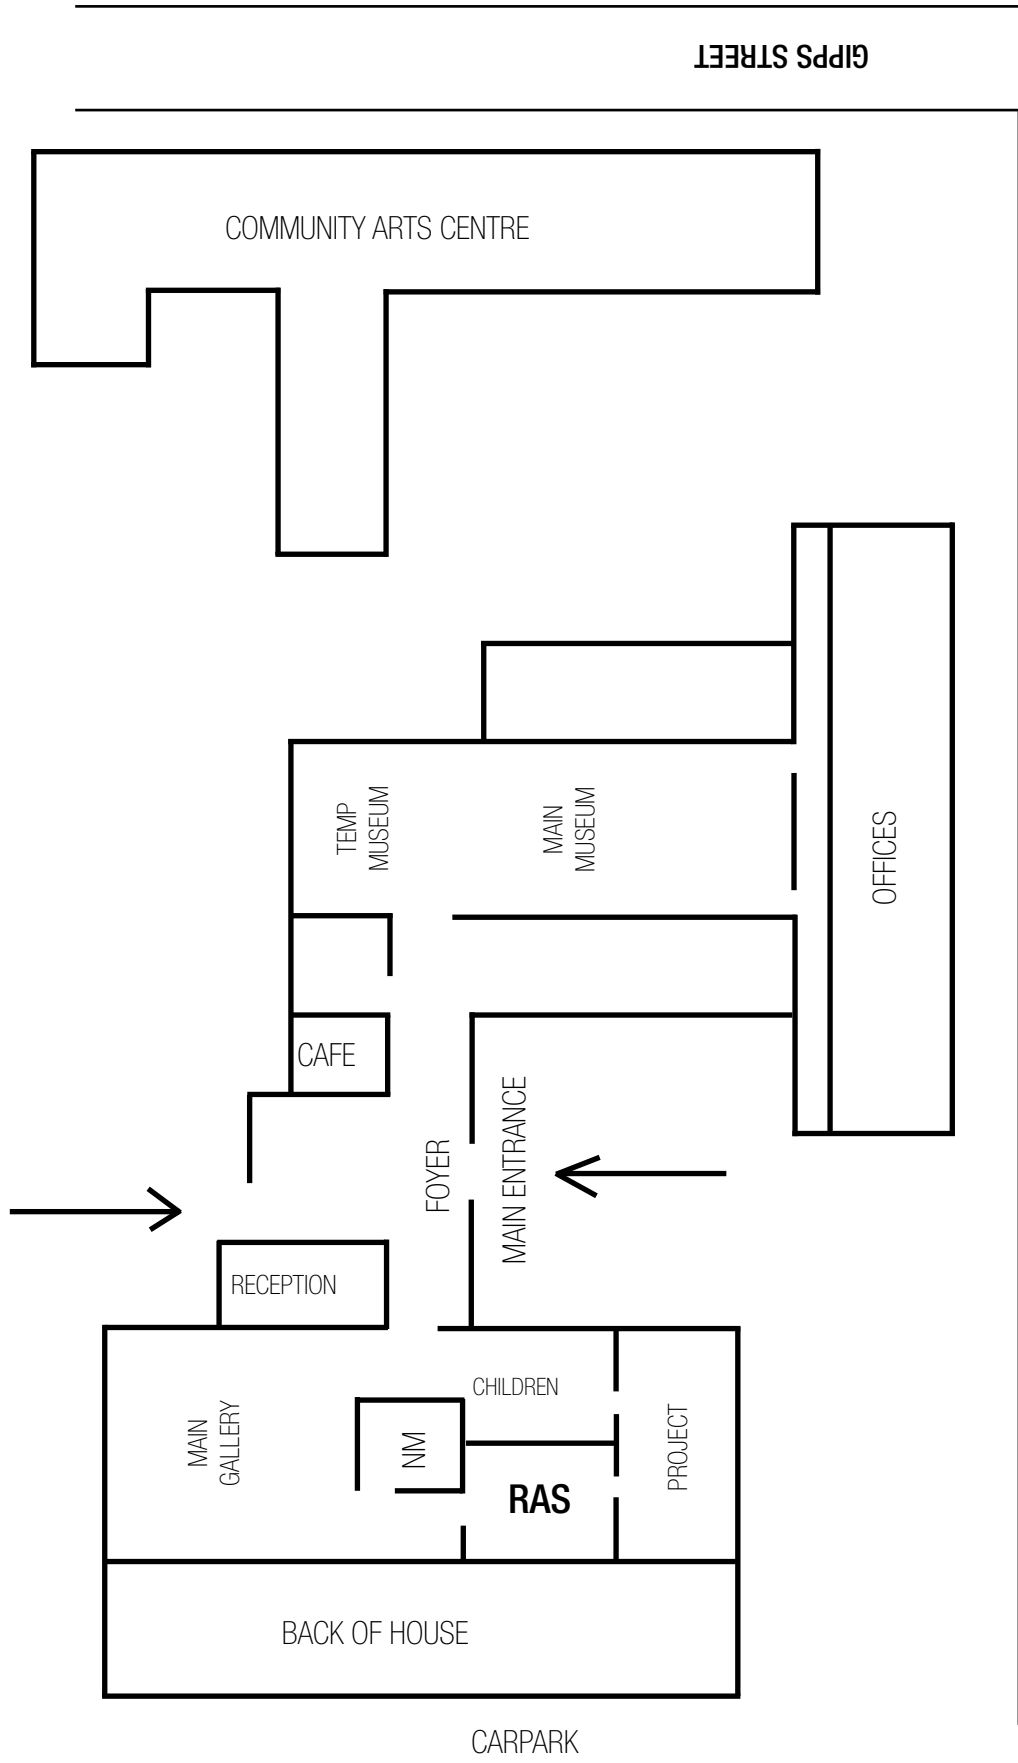 GIPPS STREET
COMMUNITY ARTS CENTRE
TEMP
MUSEUM
MAIN
MUSEUM
OFFICES
CAFE
FOYER
MAIN ENTRANCE
RECEPTION
CHILDREN
MAIN
GALLERY
NM
PROJECT
RAS
BACK OF HOUSE
CARPARK